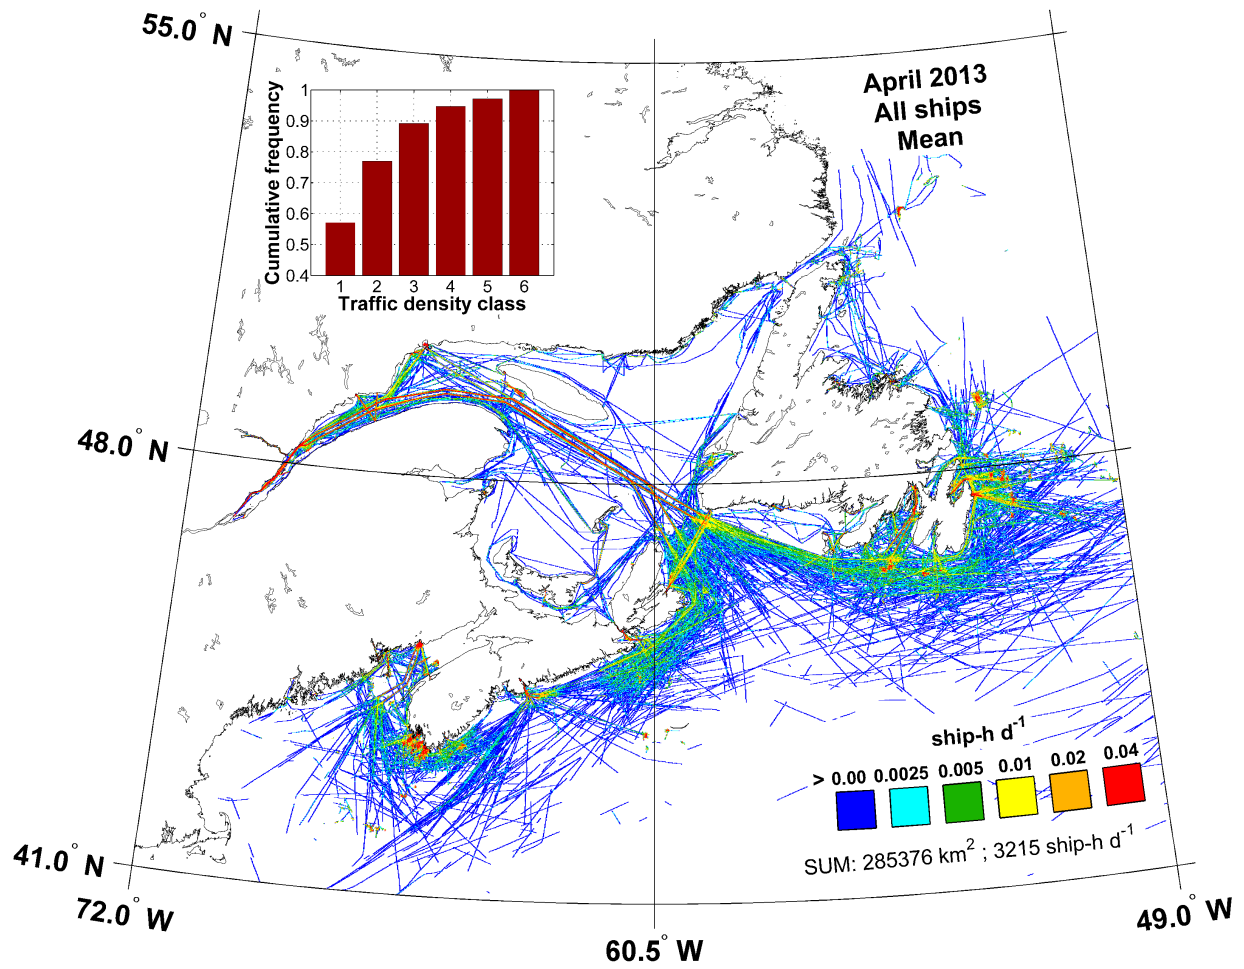 55.0° N
April 2013
All ships
Mean
Cumulative frequency
1
0.9
0.8
0.7
0.6
0.5
0.4
1 2 3 4 5 6
Traffic density class
48.0° N
ship-h d⁻¹
> 0.00 0.0025 0.005 0.01 0.02 0.04
SUM: 285376 km² ; 3215 ship-h d⁻¹
41.0° N
72.0° W
60.5° W
49.0° W